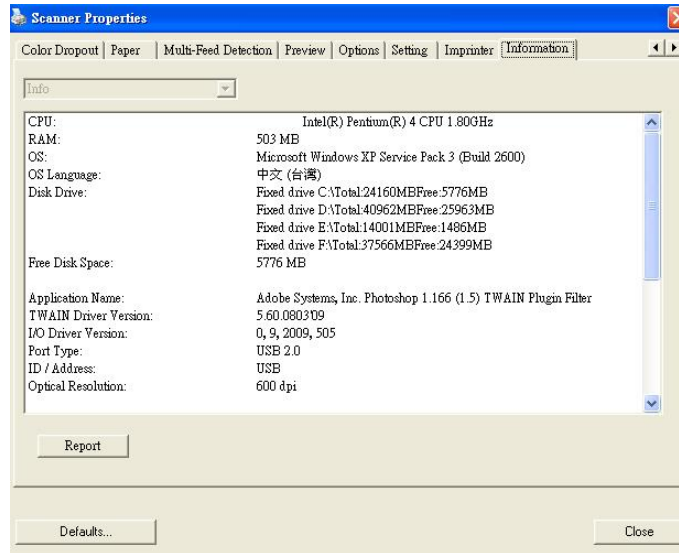 Scanner Properties
Color Dropout Paper Multi-Feed Detection Preview Options Setting Imprinter Information
Info
CPU: Intel(R) Pentium(R) 4 CPU 1.80GHz
RAM: 503 MB
OS: Microsoft Windows XP Service Pack 3 (Build 2600)
OS Language: 中文 (台灣)
Disk Drive: Fixed drive C:\Total:24160MBFree:5776MB
Fixed drive D:\Total:40962MBFree:25963MB
Fixed drive E:\Total:14001MBFree:1486MB
Fixed drive F:\Total:37566MBFree:24399MB
Free Disk Space: 5776 MB
Application Name: Adobe Systems, Inc. Photoshop 1.166 (1.5) TWAIN Plugin Filter
TWAIN Driver Version: 5.60.0803'09
I/O Driver Version: 0, 9, 2009, 505
Port Type: USB 2.0
ID / Address: USB
Optical Resolution: 600 dpi
Report
Defaults... Close